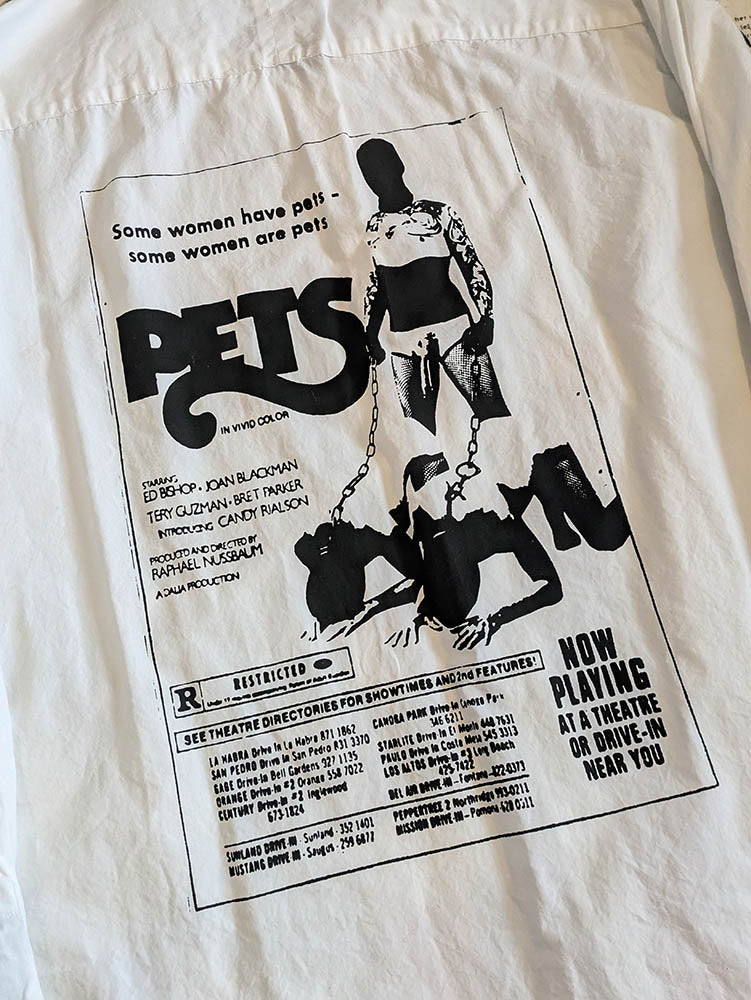 Some women have pets -
some women are pets
PETS
IN VIVID COLOR
STARRING
ED BISHOP • JOAN BLACKMAN
TERY GUZMAN • BRET PARKER
INTRODUCING CANDY RIALSON
PRODUCED AND DIRECTED BY
RAPHAEL NUSSBAUM
A DALIA PRODUCTION
R RESTRICTED
Under 17
SEE THEATRE DIRECTORIES FOR SHOWTIMES AND 2nd FEATURES!
LA HABRA Drive In La Habra 871 1862
SAN PEDRO Drive In San Pedro 831 3370
GAGE Drive-In Bell Gardens 927 1135
ORANGE Drive-In #2 Orange 558 7022
CENTURY Drive-In #2 Inglewood
673-1824
SUNLAND DRIVE-IN - Sunland - 352 1401
MUSTANG DRIVE-IN - Saugus - 259 6877
CANOGA PARK Drive In Canoga Park
346 6211
STARLITE Drive In El Monte 448 7631
PAULO Drive In Costa Mesa 545 3313
LOS ALTOS Drive In #3 Long Beach
425-7422
BEL AIR DRIVE-IN - Fontana - 822-0373
PEPPERTREE 2 Northridge 993-0211
MISSION DRIVE-IN - Pomona - 628 0511
NOW
PLAYING
AT A THEATRE
OR DRIVE-IN
NEAR YOU